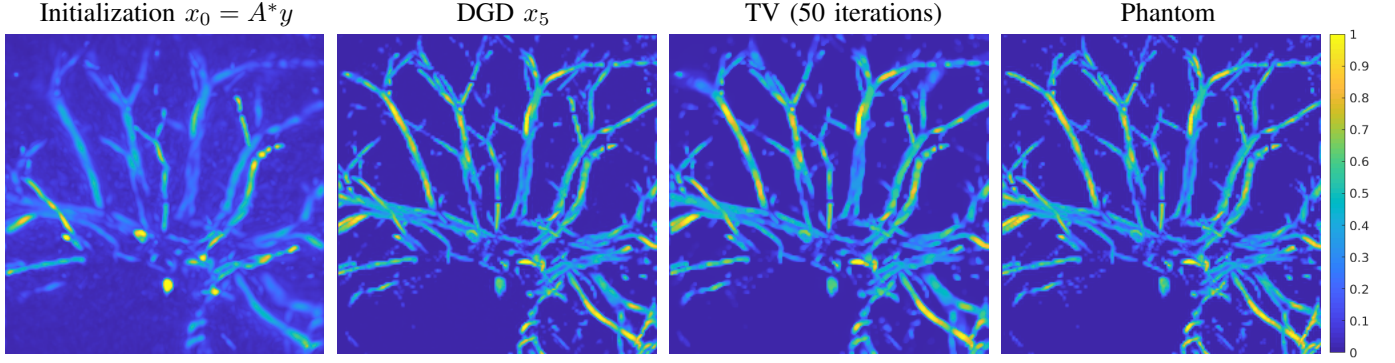 Initialization x₀ = A*y
DGD x₅
TV (50 iterations)
Phantom
1
0.9
0.8
0.7
0.6
0.5
0.4
0.3
0.2
0.1
0